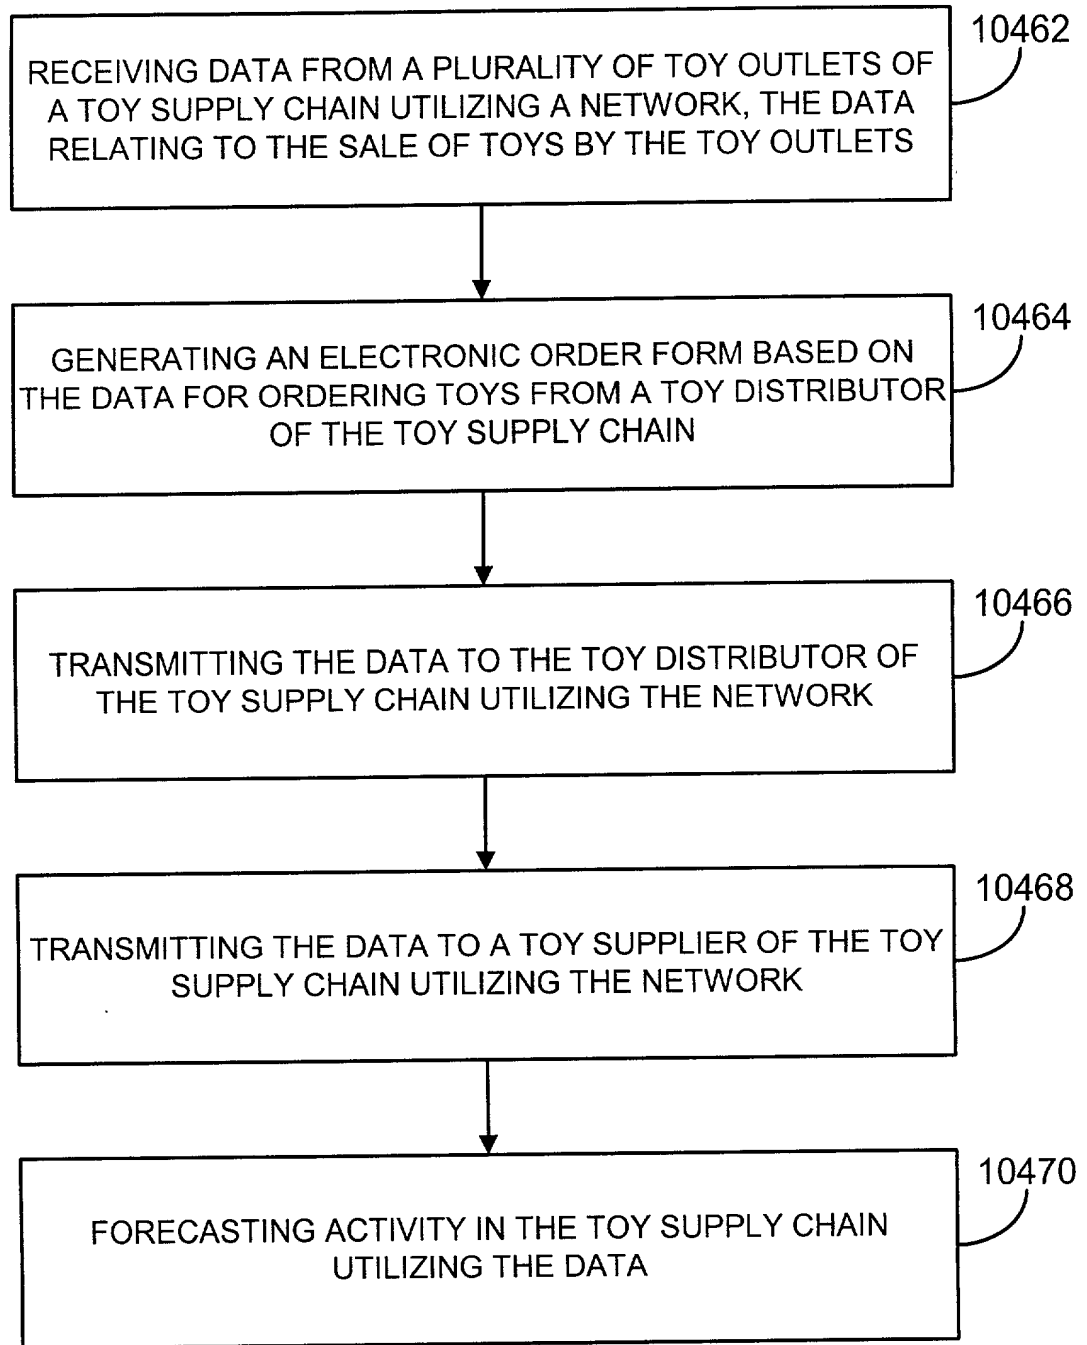 10462
RECEIVING DATA FROM A PLURALITY OF TOY OUTLETS OF
A TOY SUPPLY CHAIN UTILIZING A NETWORK, THE DATA
RELATING TO THE SALE OF TOYS BY THE TOY OUTLETS
10464
GENERATING AN ELECTRONIC ORDER FORM BASED ON
THE DATA FOR ORDERING TOYS FROM A TOY DISTRIBUTOR
OF THE TOY SUPPLY CHAIN
10466
TRANSMITTING THE DATA TO THE TOY DISTRIBUTOR OF
THE TOY SUPPLY CHAIN UTILIZING THE NETWORK
10468
TRANSMITTING THE DATA TO A TOY SUPPLIER OF THE TOY
SUPPLY CHAIN UTILIZING THE NETWORK
10470
FORECASTING ACTIVITY IN THE TOY SUPPLY CHAIN
UTILIZING THE DATA